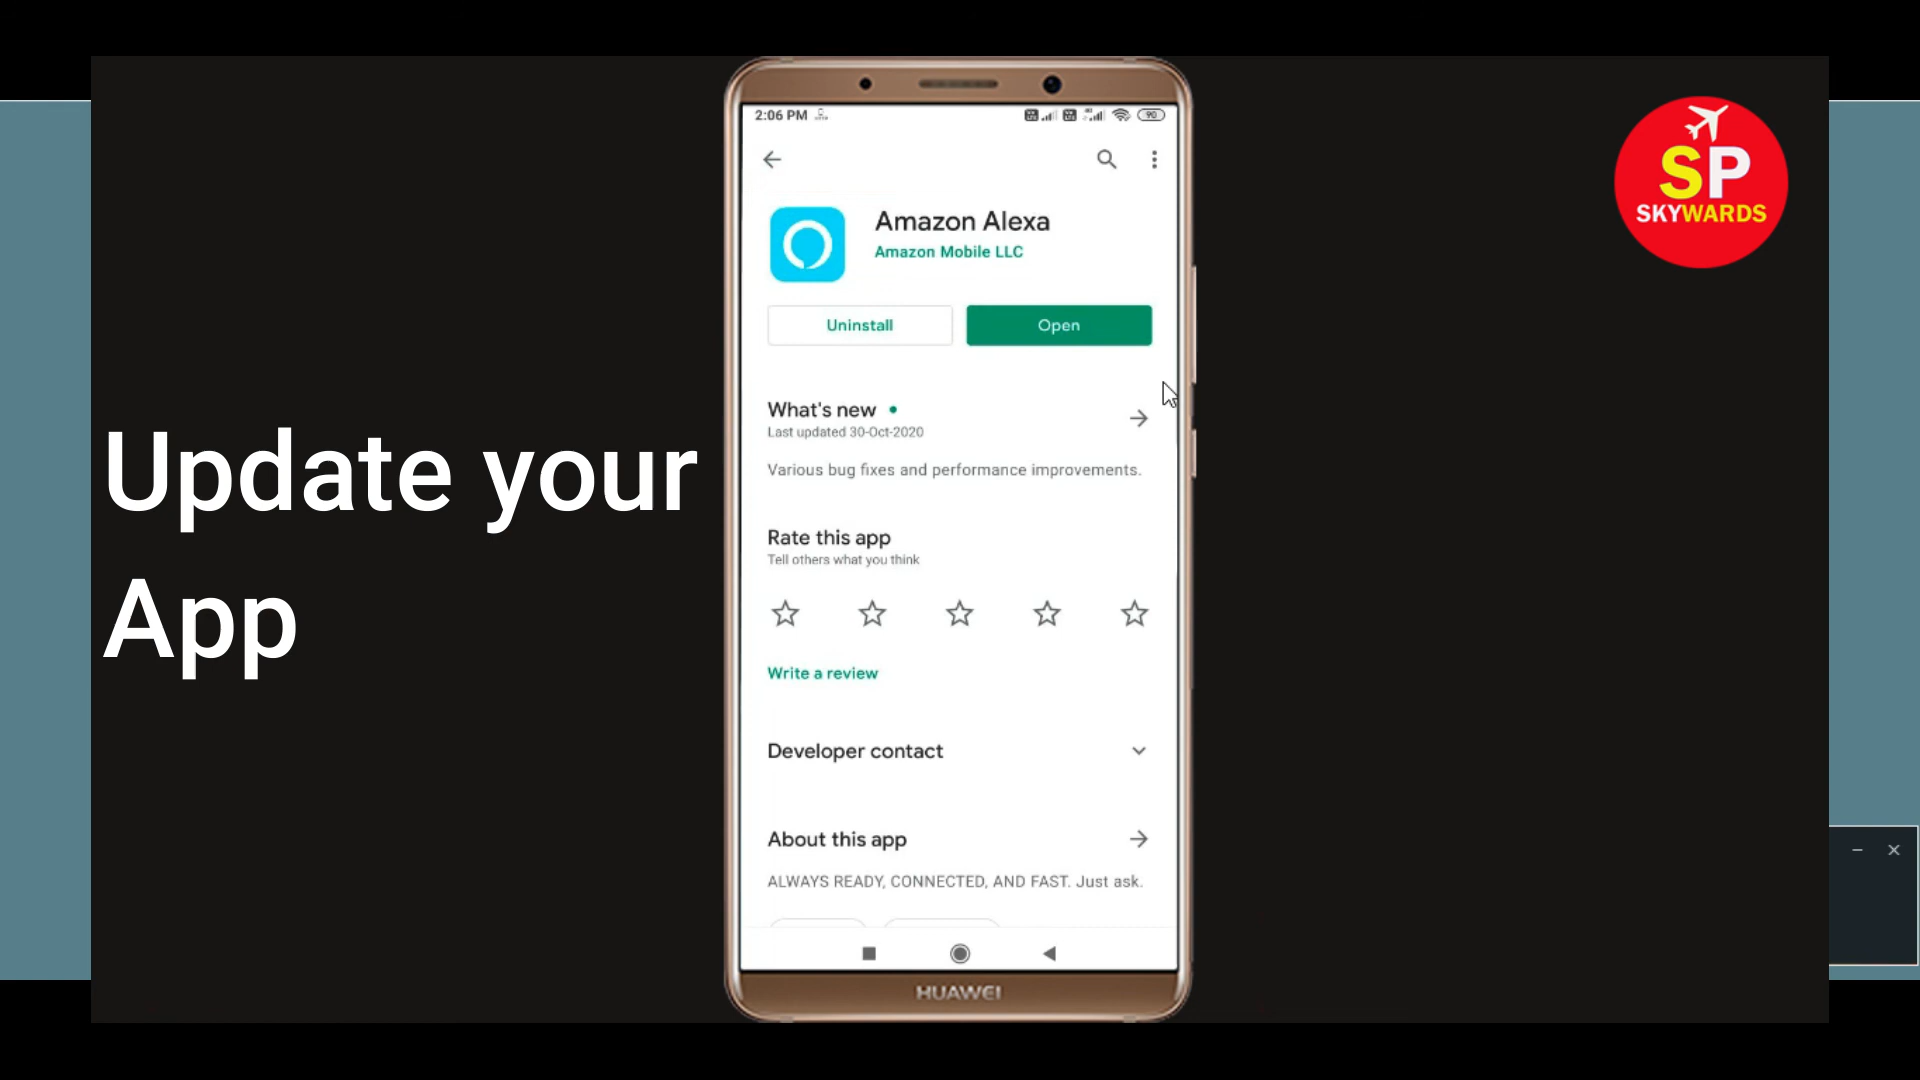 Update your
App
2:06 PM
90
Amazon Alexa
Amazon Mobile LLC
Uninstall
Open
What's new
Last updated 30-Oct-2020
Various bug fixes and performance improvements.
Rate this app
Tell others what you think
Write a review
Developer contact
About this app
ALWAYS READY, CONNECTED, AND FAST. Just ask.
HUAWEI
SP
SKYWARDS